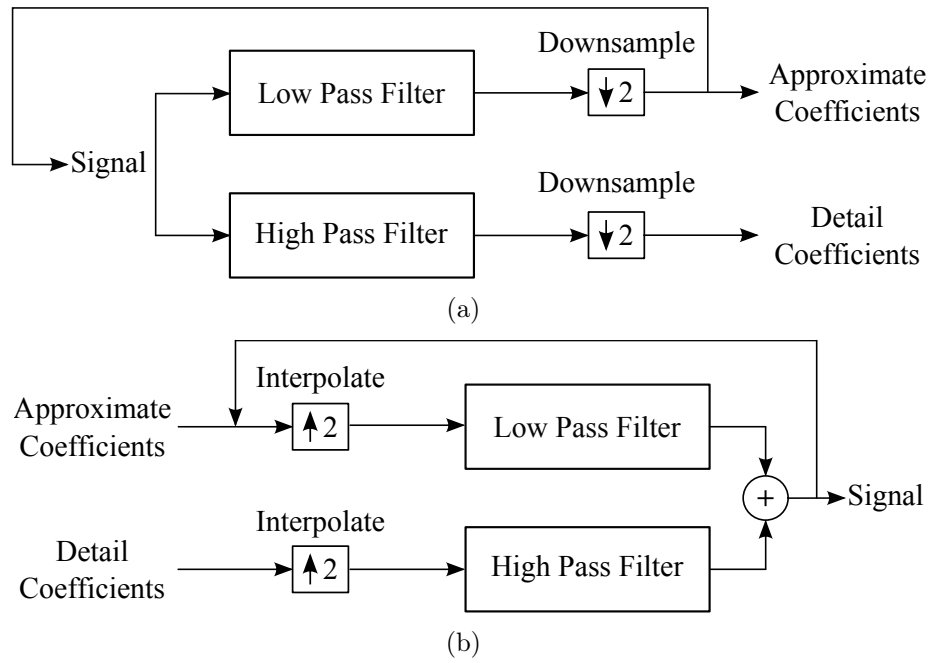 Downsample
Low Pass Filter
↓ 2
Approximate
Coefficients
Signal
Downsample
High Pass Filter
↓ 2
Detail
Coefficients
(a)
Interpolate
Approximate
Coefficients
↑ 2
Low Pass Filter
+
Signal
Interpolate
Detail
Coefficients
↑ 2
High Pass Filter
(b)